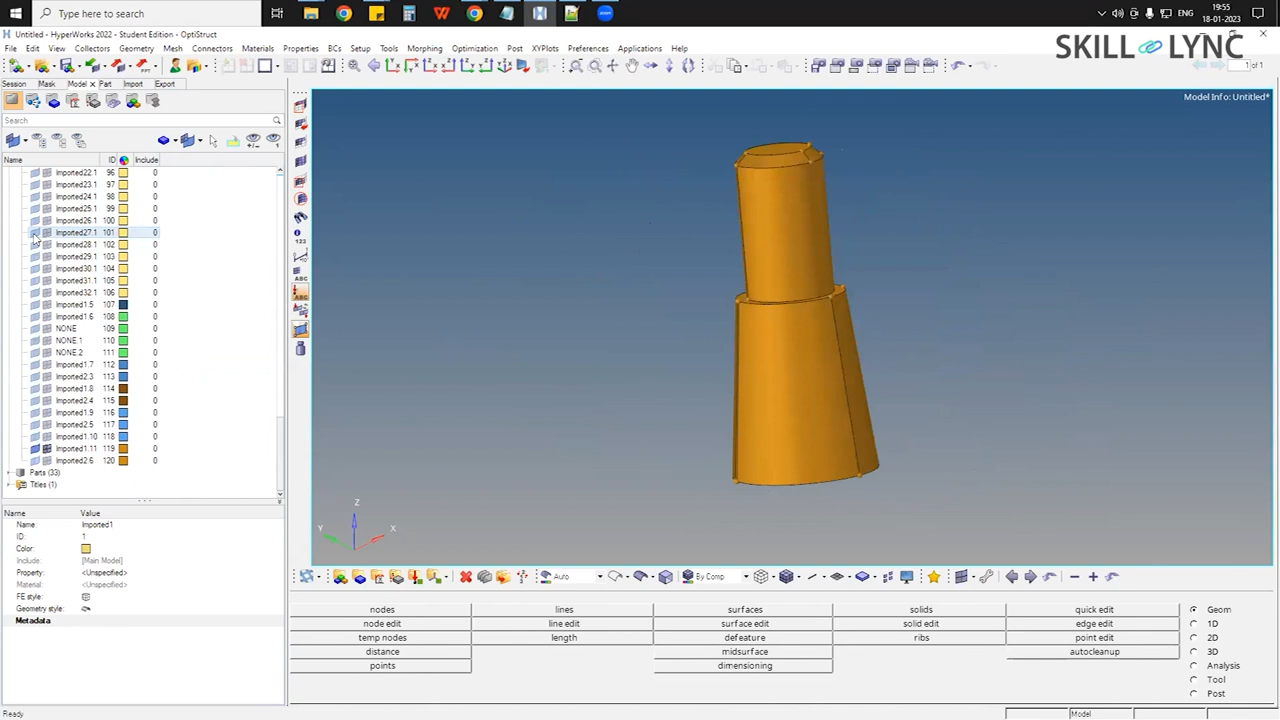 Type here to search
ENG
19:55
18-01-2023
Untitled - HyperWorks 2022 - Student Edition - OptiStruct
File Edit View Collectors Geometry Mesh Connectors Materials Properties BCs Setup Tools Morphing Optimization Post XYPlots Preferences Applications Help
SKILL LYNC
1 of 1
Session Mask Model Part Import Export
Model Info: Untitled*
Search
Name ID Include
Imported22.1 96 0
Imported23.1 97 0
Imported24.1 98 0
Imported25.1 99 0
Imported26.1 100 0
Imported27.1 101 0
Imported28.1 102 0
Imported29.1 103 0
Imported30.1 104 0
Imported31.1 105 0
Imported32.1 106 0
Imported1.5 107 0
Imported1.6 108 0
NONE 109 0
NONE.1 110 0
NONE.2 111 0
Imported1.7 112 0
Imported2.3 113 0
Imported1.8 114 0
Imported2.4 115 0
Imported1.9 116 0
Imported2.5 117 0
Imported1.10 118 0
Imported1.11 119 0
Imported2.6 120 0
Parts (33)
Titles (1)
123
ABC
ABC
Z
Y
X
Name Value
Name: Imported1
ID: 1
Color:
Include: [Main Model]
Property: <Unspecified>
Material: <Unspecified>
FE style:
Geometry style:
Metadata
Auto
By Comp
nodes lines surfaces solids quick edit Geom
node edit line edit surface edit solid edit edge edit 1D
temp nodes length defeature ribs point edit 2D
distance midsurface autocleanup 3D
points dimensioning Analysis
Tool
Post
Ready
Model